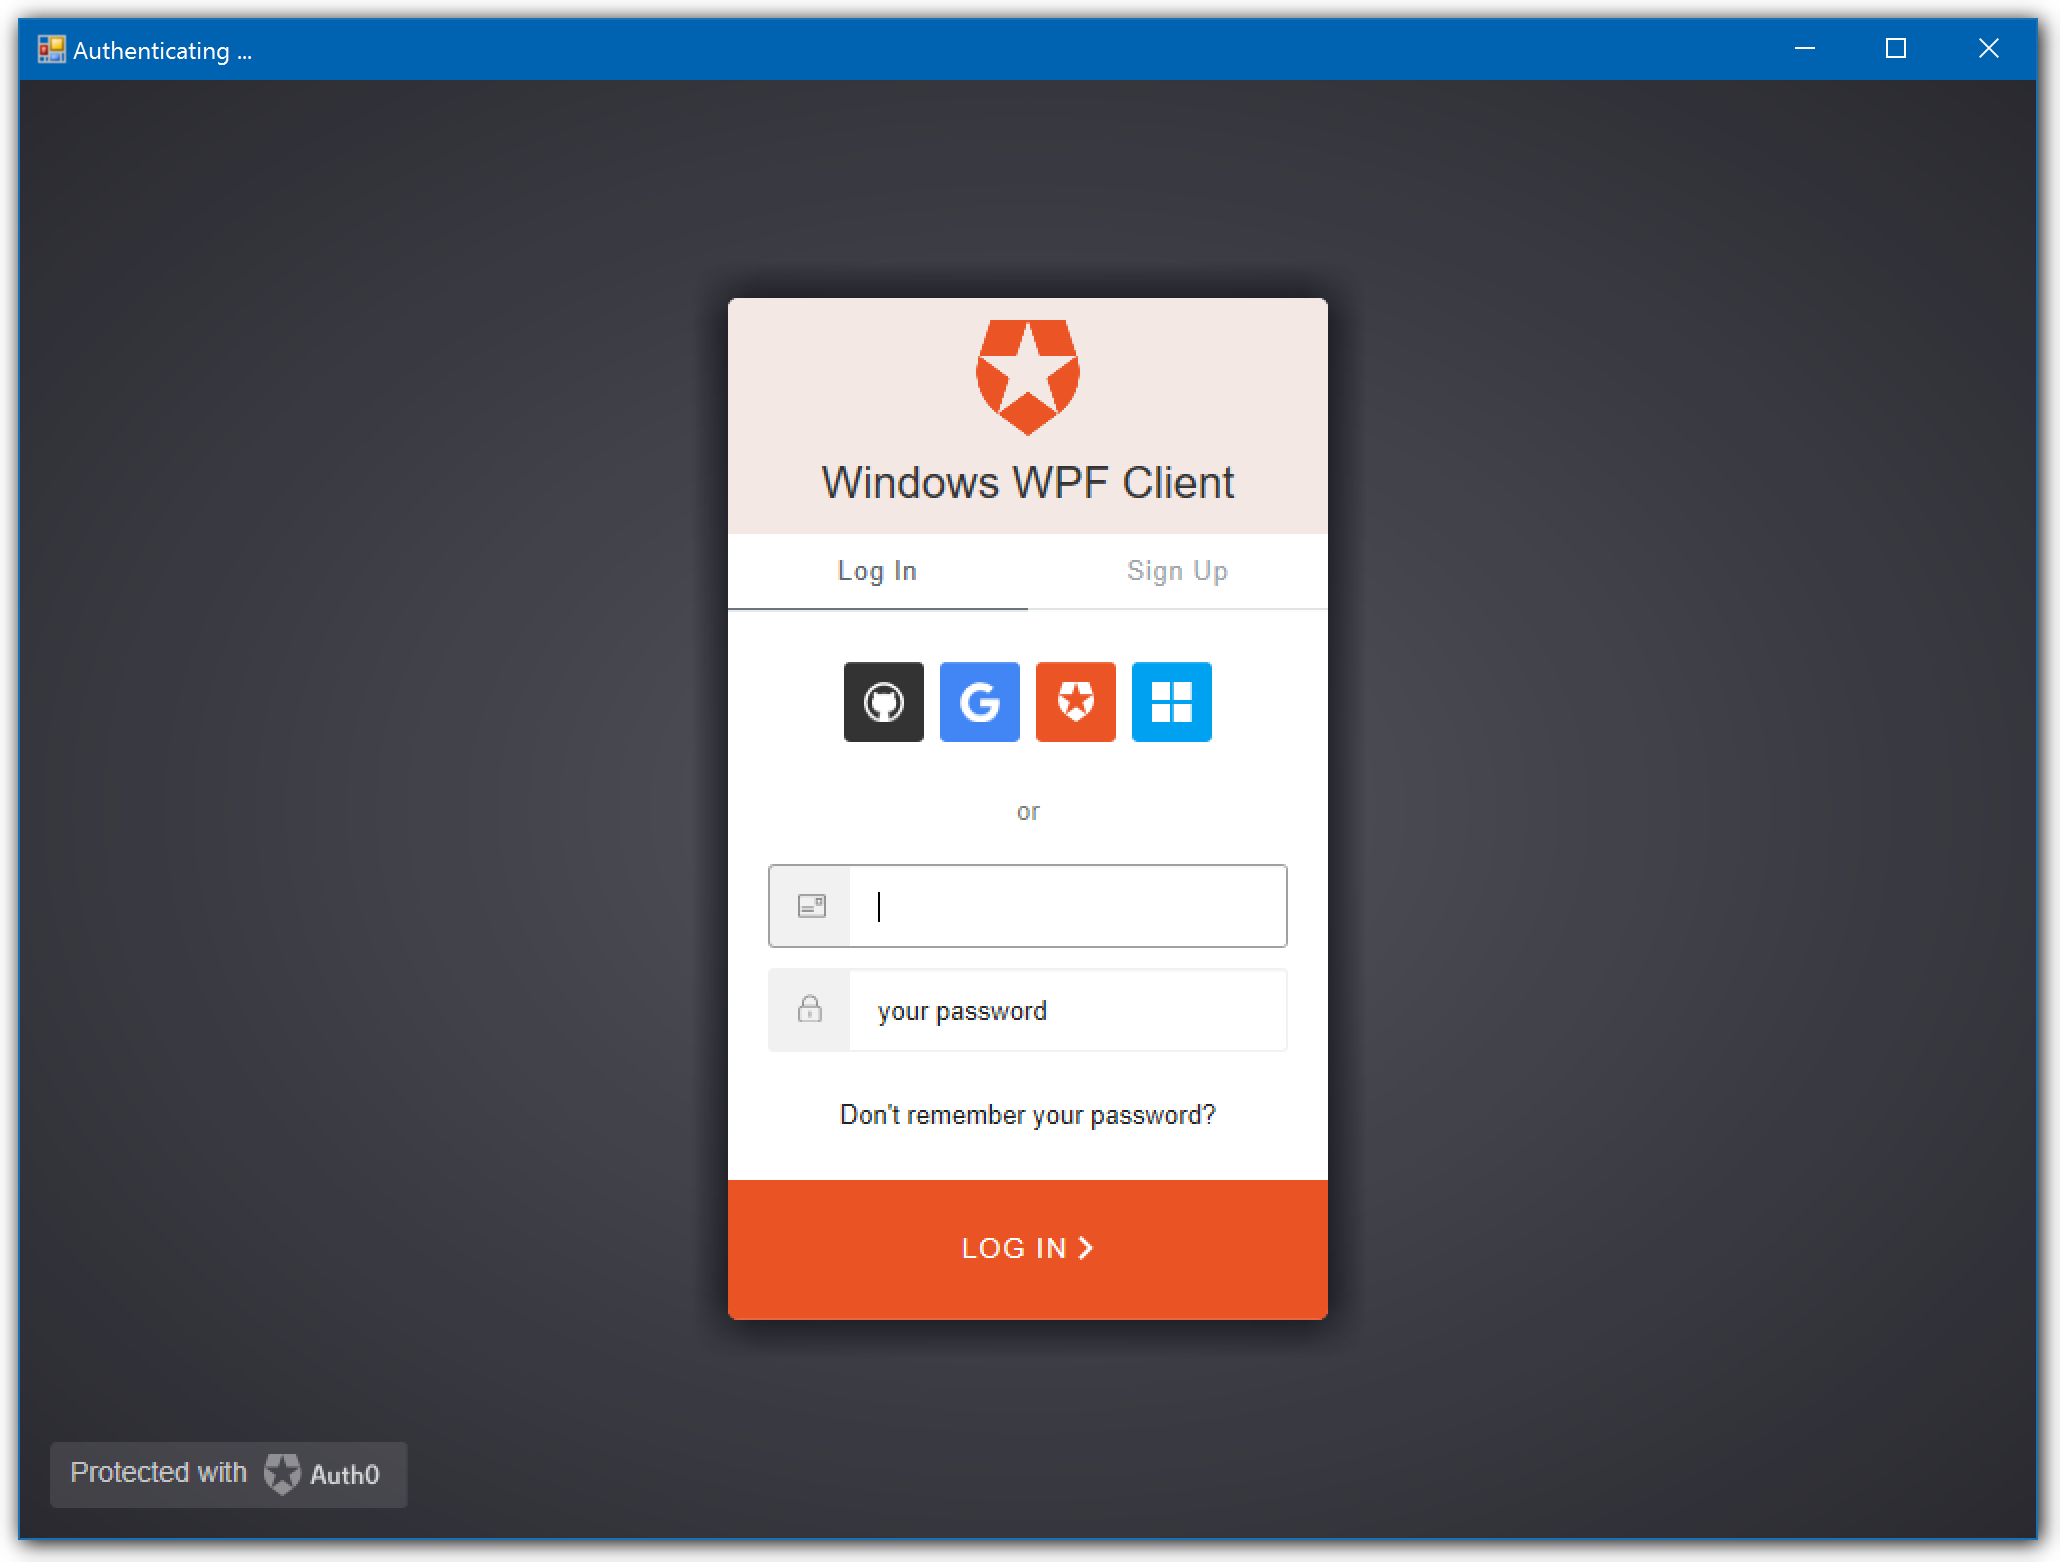 Authenticating ...
Windows WPF Client
Log In
Sign Up
or
your password
Don't remember your password?
LOG IN
Protected with Auth0